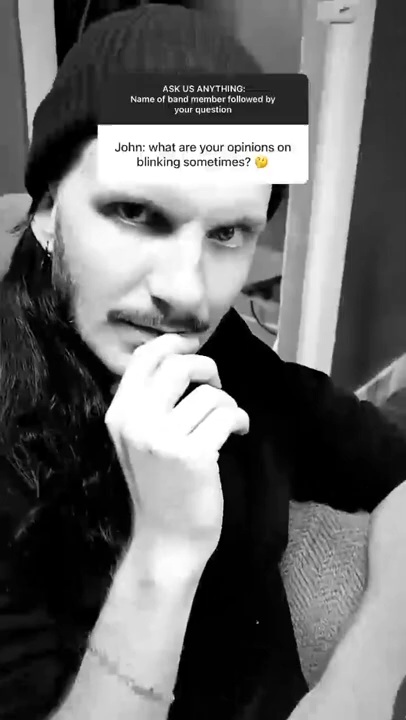 ASK US ANYTHING:
Name of band member followed by
your question
John: what are your opinions on
blinking sometimes? 🤔